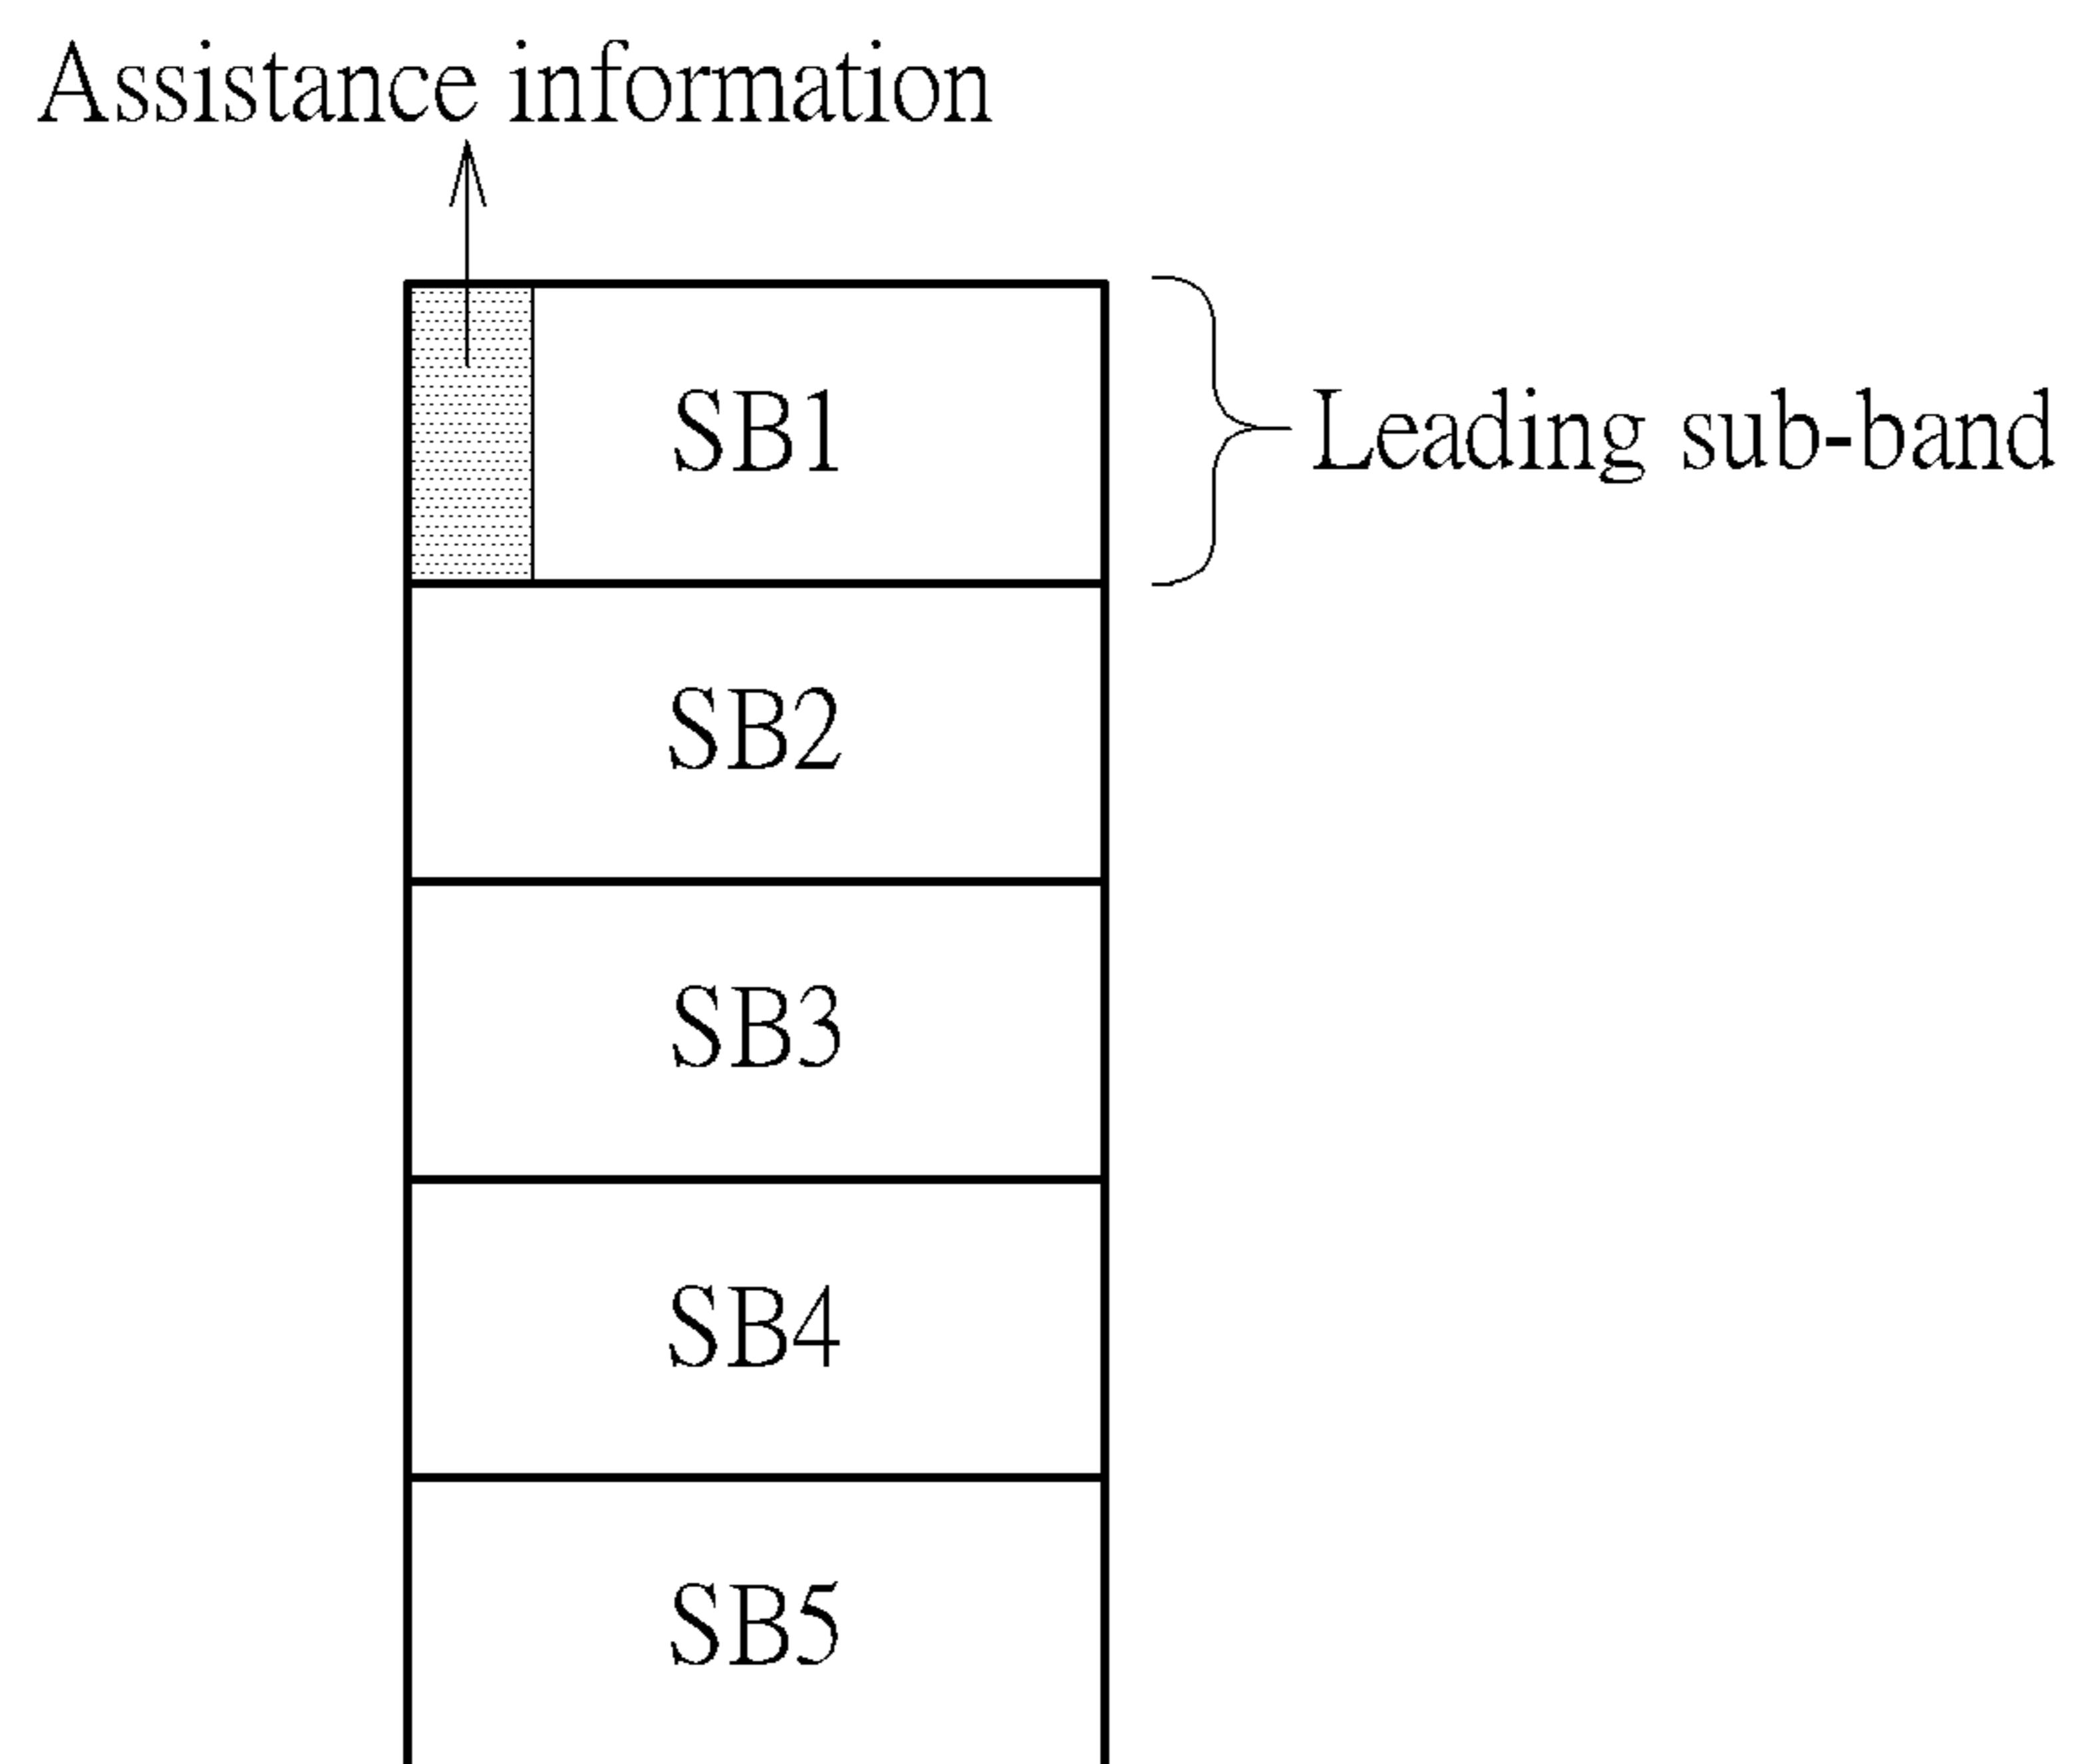 Assistance information
SB1
Leading sub-band
SB2
SB3
SB4
SB5